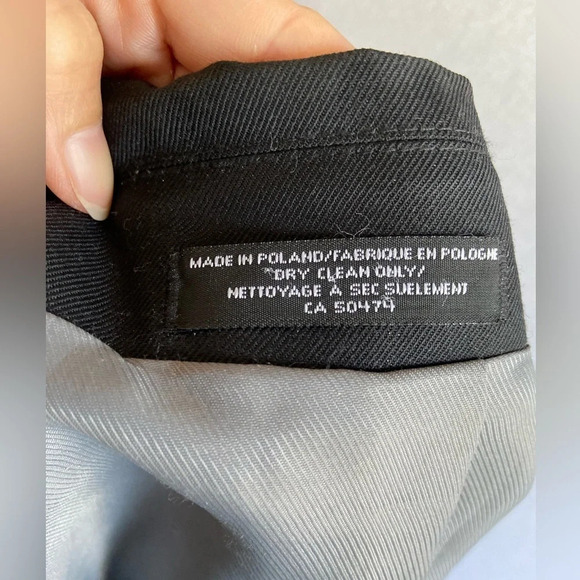 MADE IN POLAND/FABRIQUE EN POLOGNE
DRY CLEAN ONLY/
NETTOYAGE A SEC SUELEMENT
CA 50474